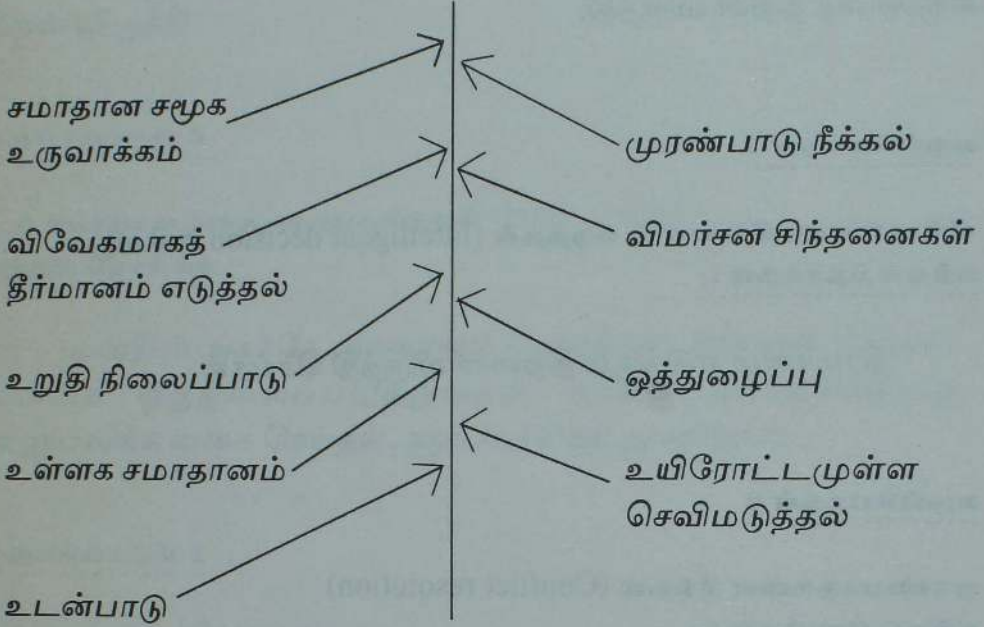 சமாதான சமூக
உருவாக்கம்
முரண்பாடு நீக்கல்
விவேகமாகத்
தீர்மானம் எடுத்தல்
விமர்சன சிந்தனைகள்
உறுதி நிலைப்பாடு
ஒத்துழைப்பு
உள்ளக சமாதானம்
உயிரோட்டமுள்ள
செவிமடுத்தல்
உடன்பாடு